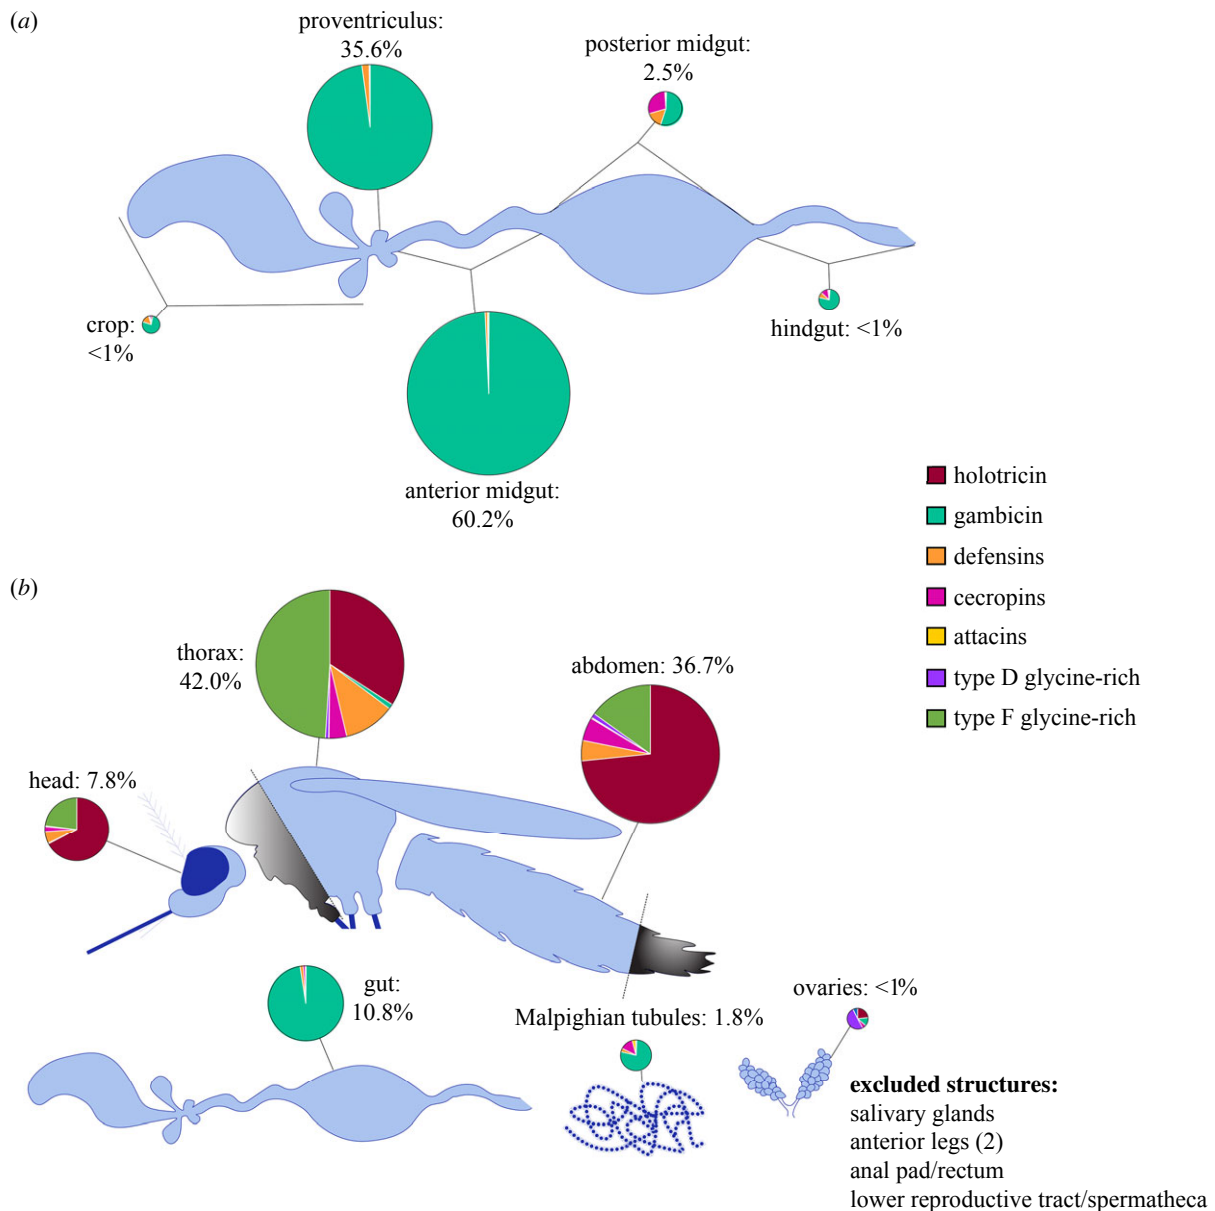 (a)
proventriculus:
35.6%
posterior midgut:
2.5%
crop:
<1%
hindgut: <1%
anterior midgut:
60.2%
holotricin
gambicin
defensins
cecropins
attacins
type D glycine-rich
type F glycine-rich
(b)
thorax:
42.0%
abdomen: 36.7%
head: 7.8%
gut:
10.8%
Malpighian tubules: 1.8%
ovaries: <1%
excluded structures:
salivary glands
anterior legs (2)
anal pad/rectum
lower reproductive tract/spermatheca